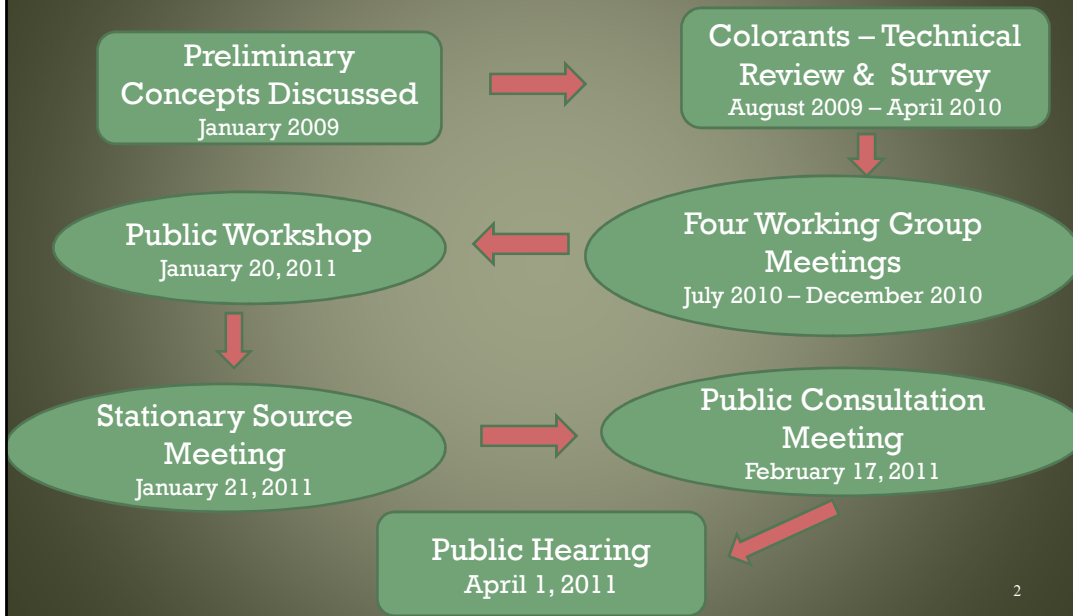 Preliminary
Concepts Discussed
January 2009
Colorants – Technical
Review & Survey
August 2009 – April 2010
Four Working Group
Meetings
July 2010 – December 2010
Public Workshop
January 20, 2011
Stationary Source
Meeting
January 21, 2011
Public Consultation
Meeting
February 17, 2011
Public Hearing
April 1, 2011
2